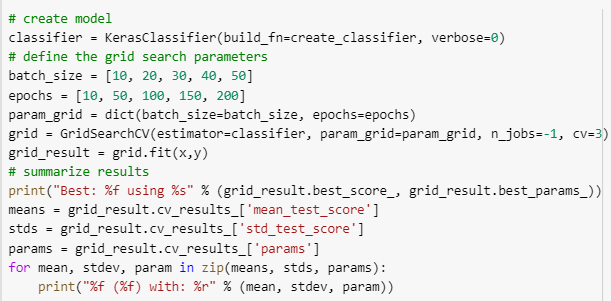 # create model
classifier = KerasClassifier(build_fn=create_classifier, verbose=0)
# define the grid search parameters
batch_size = [10, 20, 30, 40, 50]
epochs = [10, 50, 100, 150, 200]
param_grid = dict(batch_size=batch_size, epochs=epochs)
grid = GridSearchCV(estimator=classifier, param_grid=param_grid, n_jobs=-1, cv=3)
grid_result = grid.fit(x,y)
# summarize results
print("Best: %f using %s" % (grid_result.best_score_, grid_result.best_params_))
means = grid_result.cv_results_['mean_test_score']
stds = grid_result.cv_results_['std_test_score']
params = grid_result.cv_results_['params']
for mean, stdev, param in zip(means, stds, params):
    print("%f (%f) with: %r" % (mean, stdev, param))